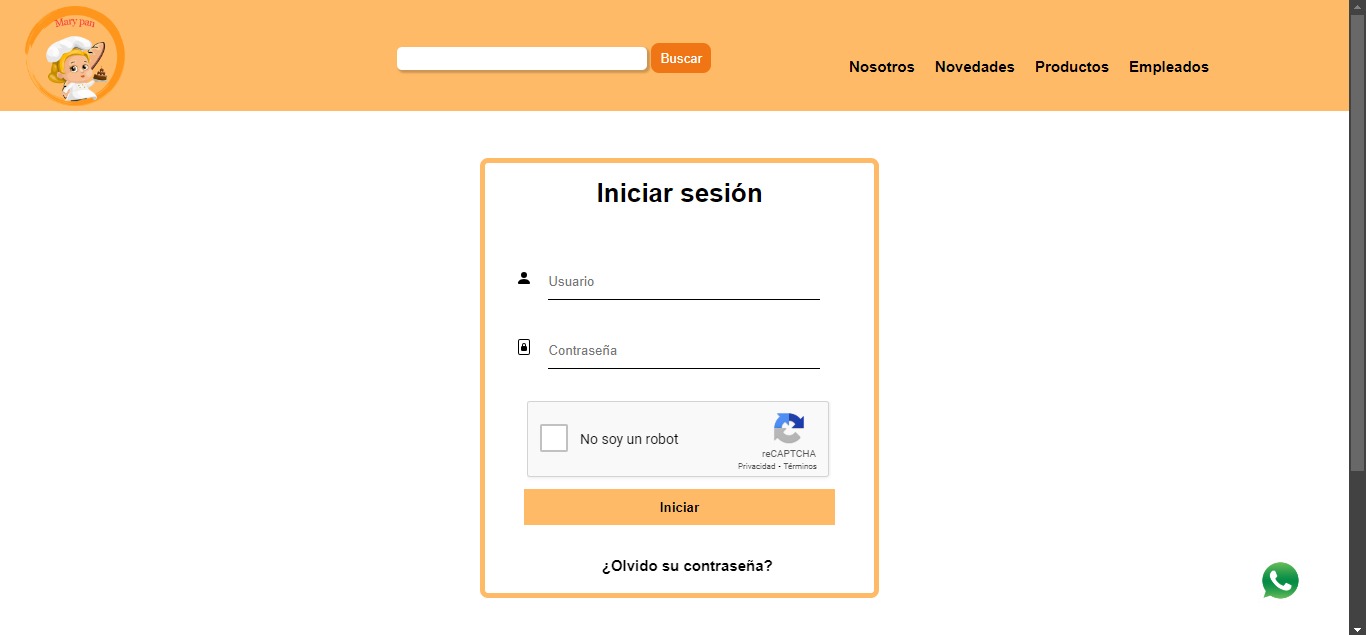 Mary pan
Buscar
Nosotros Novedades Productos Empleados
Iniciar sesión
Usuario
Contraseña
No soy un robot
reCAPTCHA
Privacidad - Términos
Iniciar
¿Olvido su contraseña?